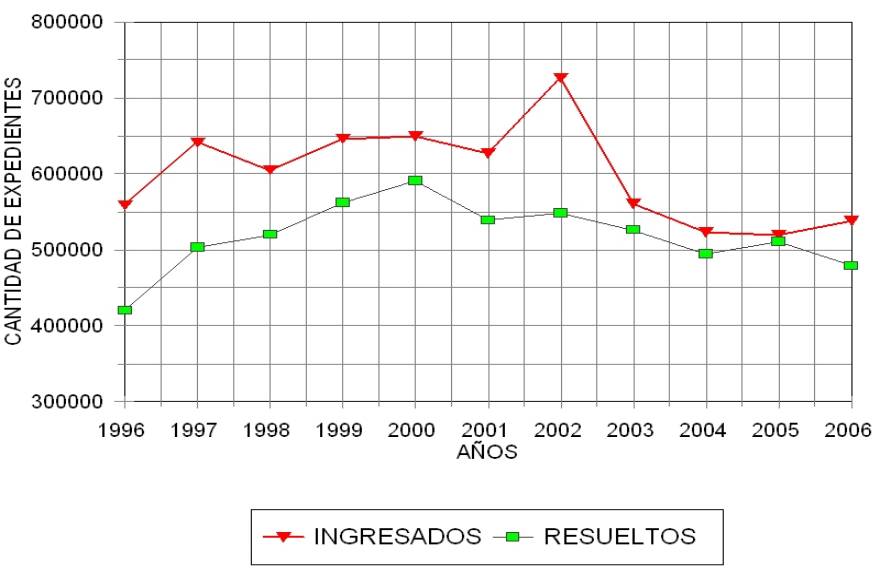 800000
700000
600000
500000
400000
300000
CANTIDAD DE EXPEDIENTES
1996 1997 1998 1999 2000 2001 2002 2003 2004 2005 2006
AÑOS
INGRESADOS RESUELTOS